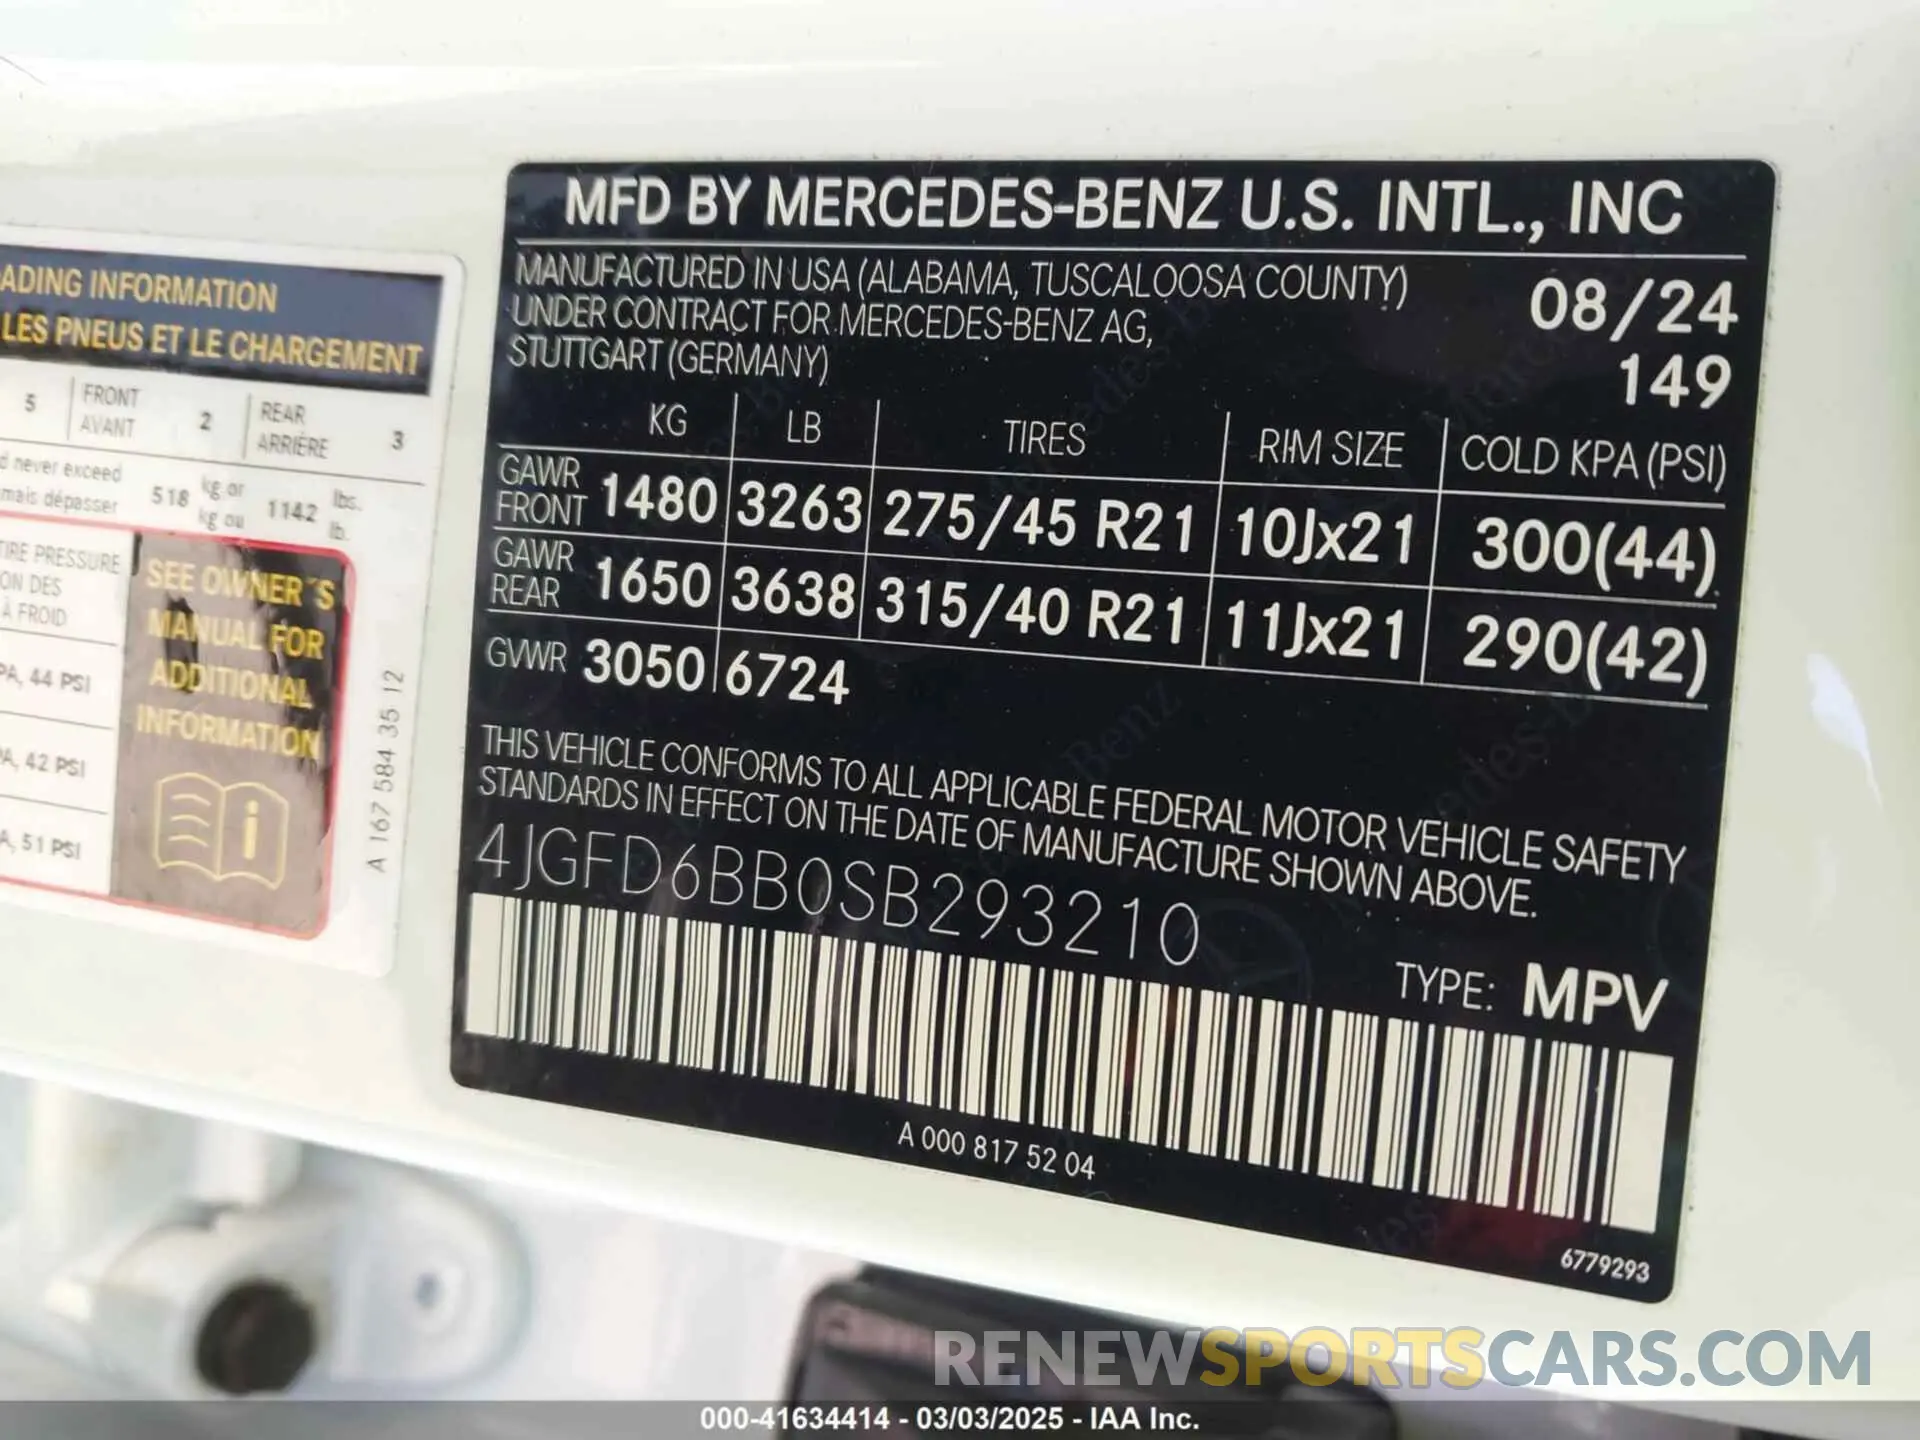 ADING INFORMATION
LES PNEUS ET LE CHARGEMENT
5 FRONT AVANT 2 REAR ARRIÈRE 3
d never exceed
mais dépasser 518 kg or kg ou 1142 lbs. lb.
TIRE PRESSURE
ON DES
À FROID
PA, 44 PSI
PA, 42 PSI
A, 51 PSI
SEE OWNER´S
MANUAL FOR
ADDITIONAL
INFORMATION
A 167 584 35 12
MFD BY MERCEDES-BENZ U.S. INTL., INC
MANUFACTURED IN USA (ALABAMA, TUSCALOOSA COUNTY)
UNDER CONTRACT FOR MERCEDES-BENZ AG,
STUTTGART (GERMANY)
08/24
149
KG LB TIRES RIM SIZE COLD KPA (PSI)
GAWR FRONT 1480 3263 275/45 R21 10Jx21 300(44)
GAWR REAR 1650 3638 315/40 R21 11Jx21 290(42)
GVWR 3050 6724
THIS VEHICLE CONFORMS TO ALL APPLICABLE FEDERAL MOTOR VEHICLE SAFETY
STANDARDS IN EFFECT ON THE DATE OF MANUFACTURE SHOWN ABOVE.
4JGFD6BB0SB293210
TYPE: MPV
A 000 817 52 04
6779293
RENEWSPORTSCARS.COM
000-41634414 - 03/03/2025 - IAA Inc.